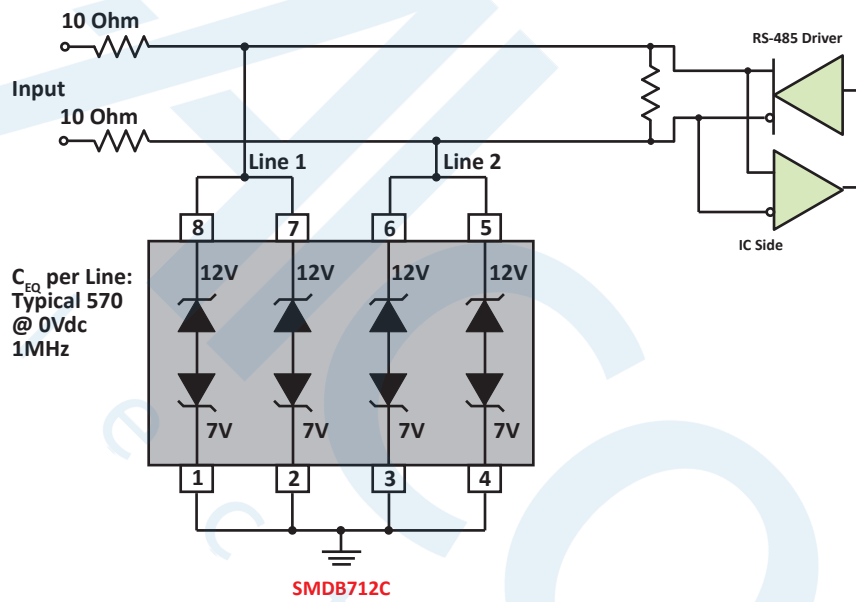 10 Ohm
RS-485 Driver
Input
10 Ohm
Line 1
Line 2
8
7
6
5
IC Side
C_EQ per Line:
Typical 570
@ 0Vdc
1MHz
12V
12V
12V
12V
7V
7V
7V
7V
1
2
3
4
SMDB712C
e
c